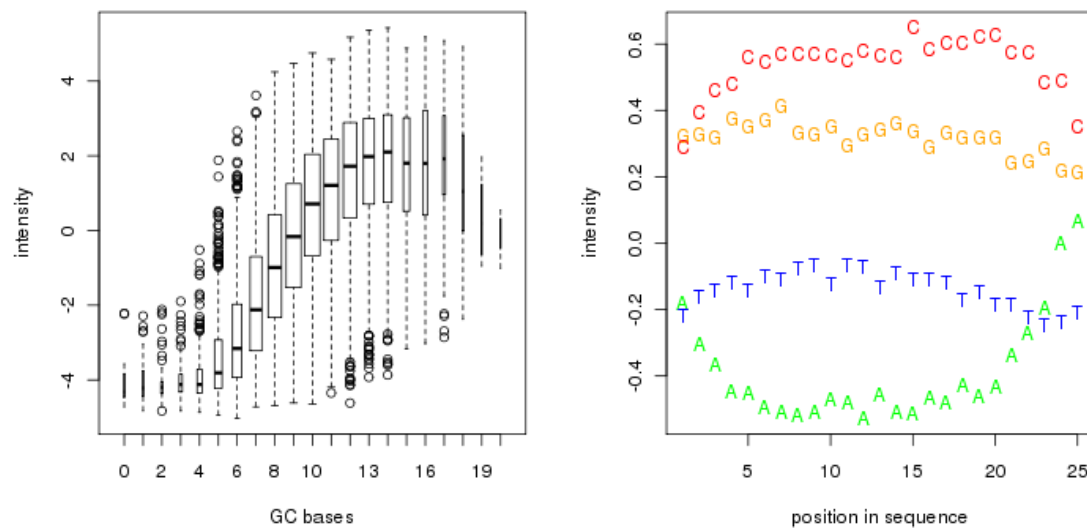 4
2
0
-2
-4
intensity
0 2 4 6 8 10 13 16 19
GC bases
0.6
0.4
0.2
0.0
-0.2
-0.4
intensity
C C C C C C C C C C C C C C C C C C C C C C C C C
G G G G G G G G G G G G G G G G G G G G G G G G G
T T T T T T T T T T T T T T T T T T T T T T T T T
A A A A A A A A A A A A A A A A A A A A A A A A A
5 10 15 20 25
position in sequence